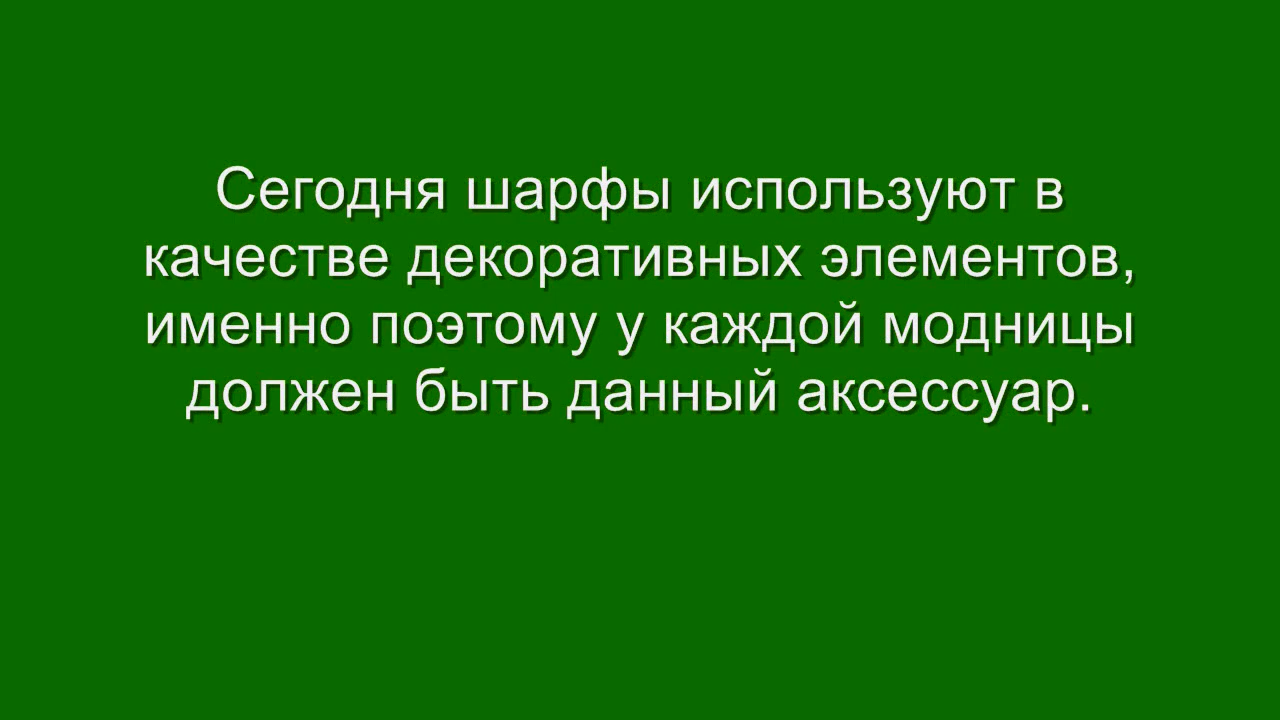 Сегодня шарфы используют в
качестве декоративных элементов,
именно поэтому у каждой модницы
должен быть данный аксессуар.